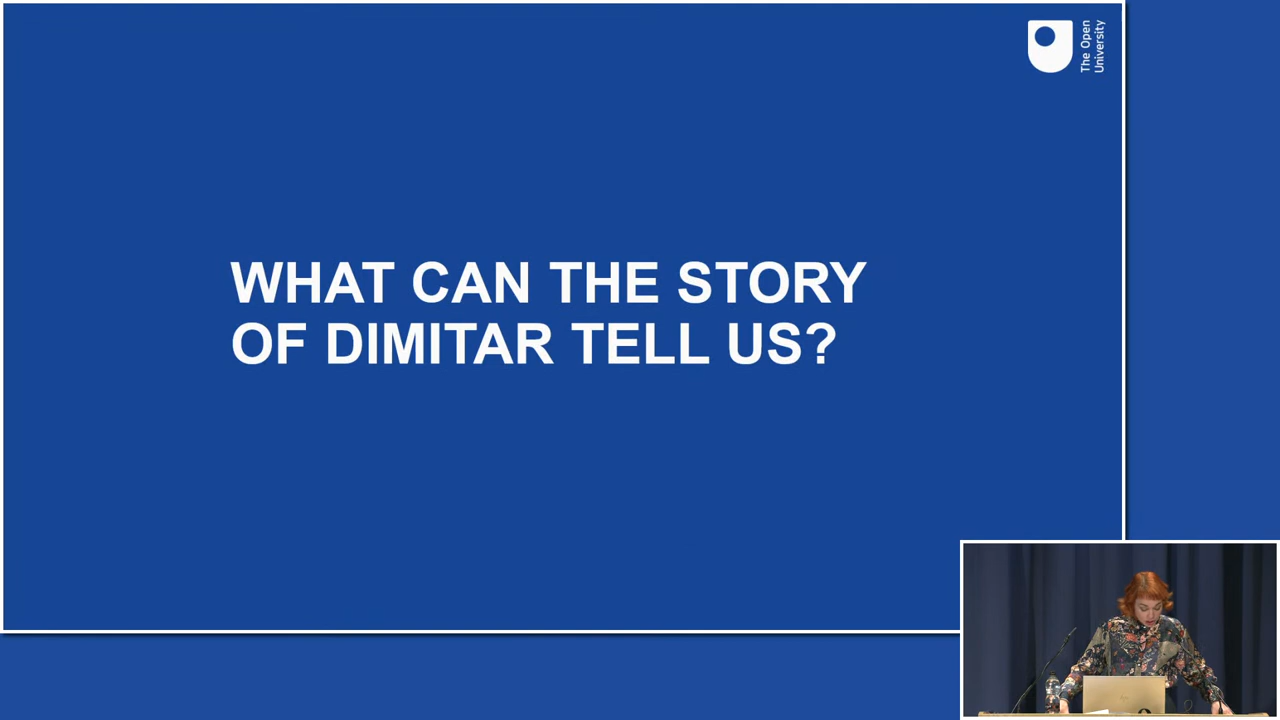 The Open
University
WHAT CAN THE STORY
OF DIMITAR TELL US?